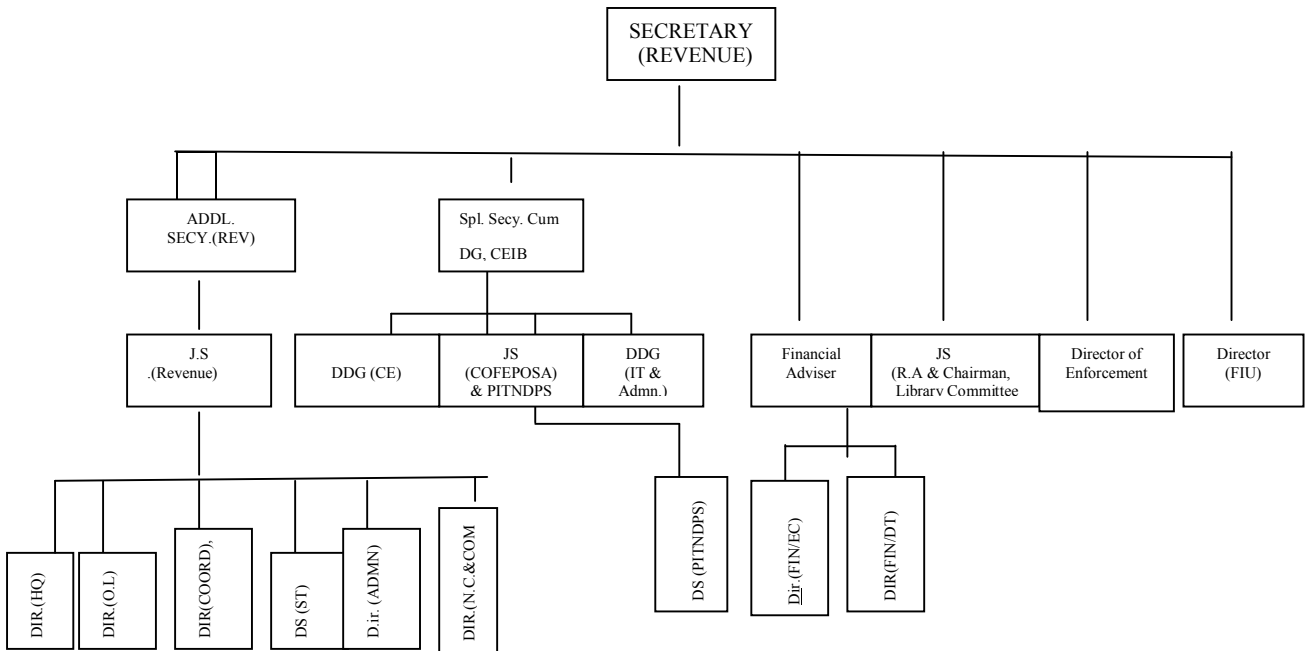 SECRETARY
(REVENUE)
ADDL.
SECY.(REV)
Spl. Secy. Cum
DG, CEIB
J.S
.(Revenue)
DDG (CE)
JS
(COFEPOSA)
& PITNDPS
DDG
(IT &
Admn.)
Financial
Adviser
JS
(R.A & Chairman,
Library Committee
Director of
Enforcement
Director
(FIU)
DIR.(HQ)
DIR.(O.L)
DIR(COORD),
DS (ST)
D.ir. (ADMN)
DIR.(N.C.&COM
DS (PITNDPS)
Dir.(FIN/EC)
DIR(FIN/DT)